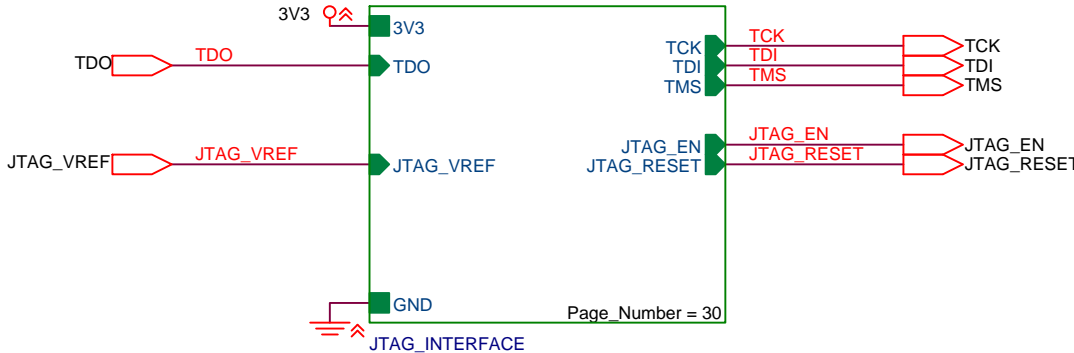 3V3
3V3
TDO
TDO
TDO
JTAG_VREF
JTAG_VREF
JTAG_VREF
TCK
TCK
TCK
TDI
TDI
TDI
TMS
TMS
TMS
JTAG_EN
JTAG_EN
JTAG_EN
JTAG_RESET
JTAG_RESET
JTAG_RESET
GND
Page_Number = 30
JTAG_INTERFACE